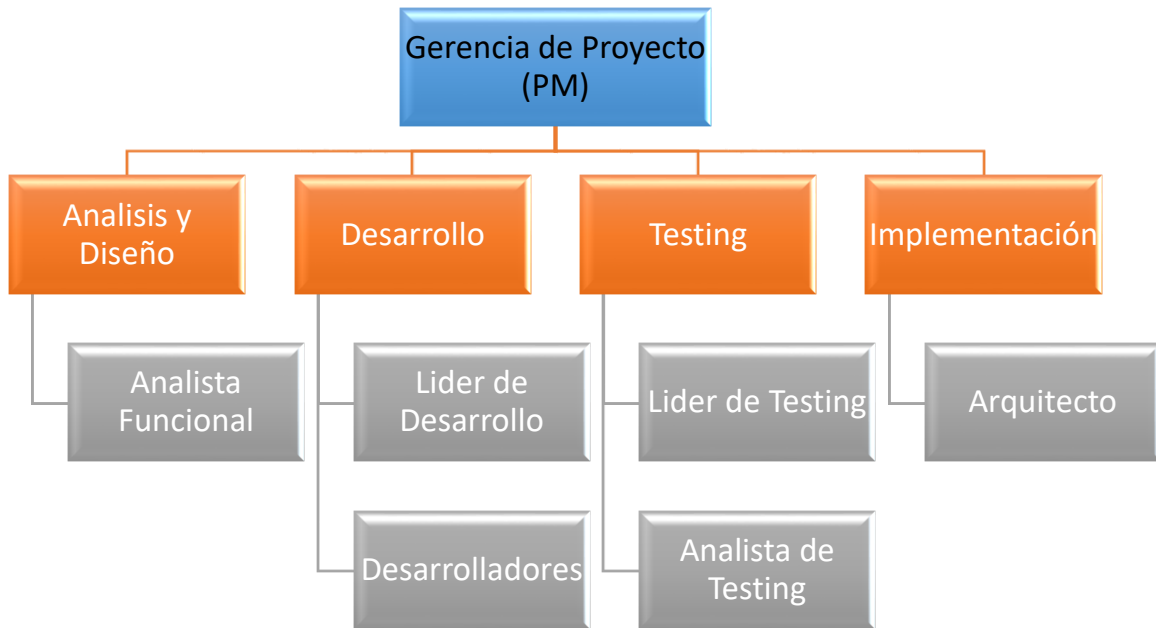 Gerencia de Proyecto
(PM)
Analisis y
Diseño
Desarrollo
Testing
Implementación
Analista
Funcional
Lider de
Desarrollo
Lider de Testing
Arquitecto
Desarrolladores
Analista de
Testing